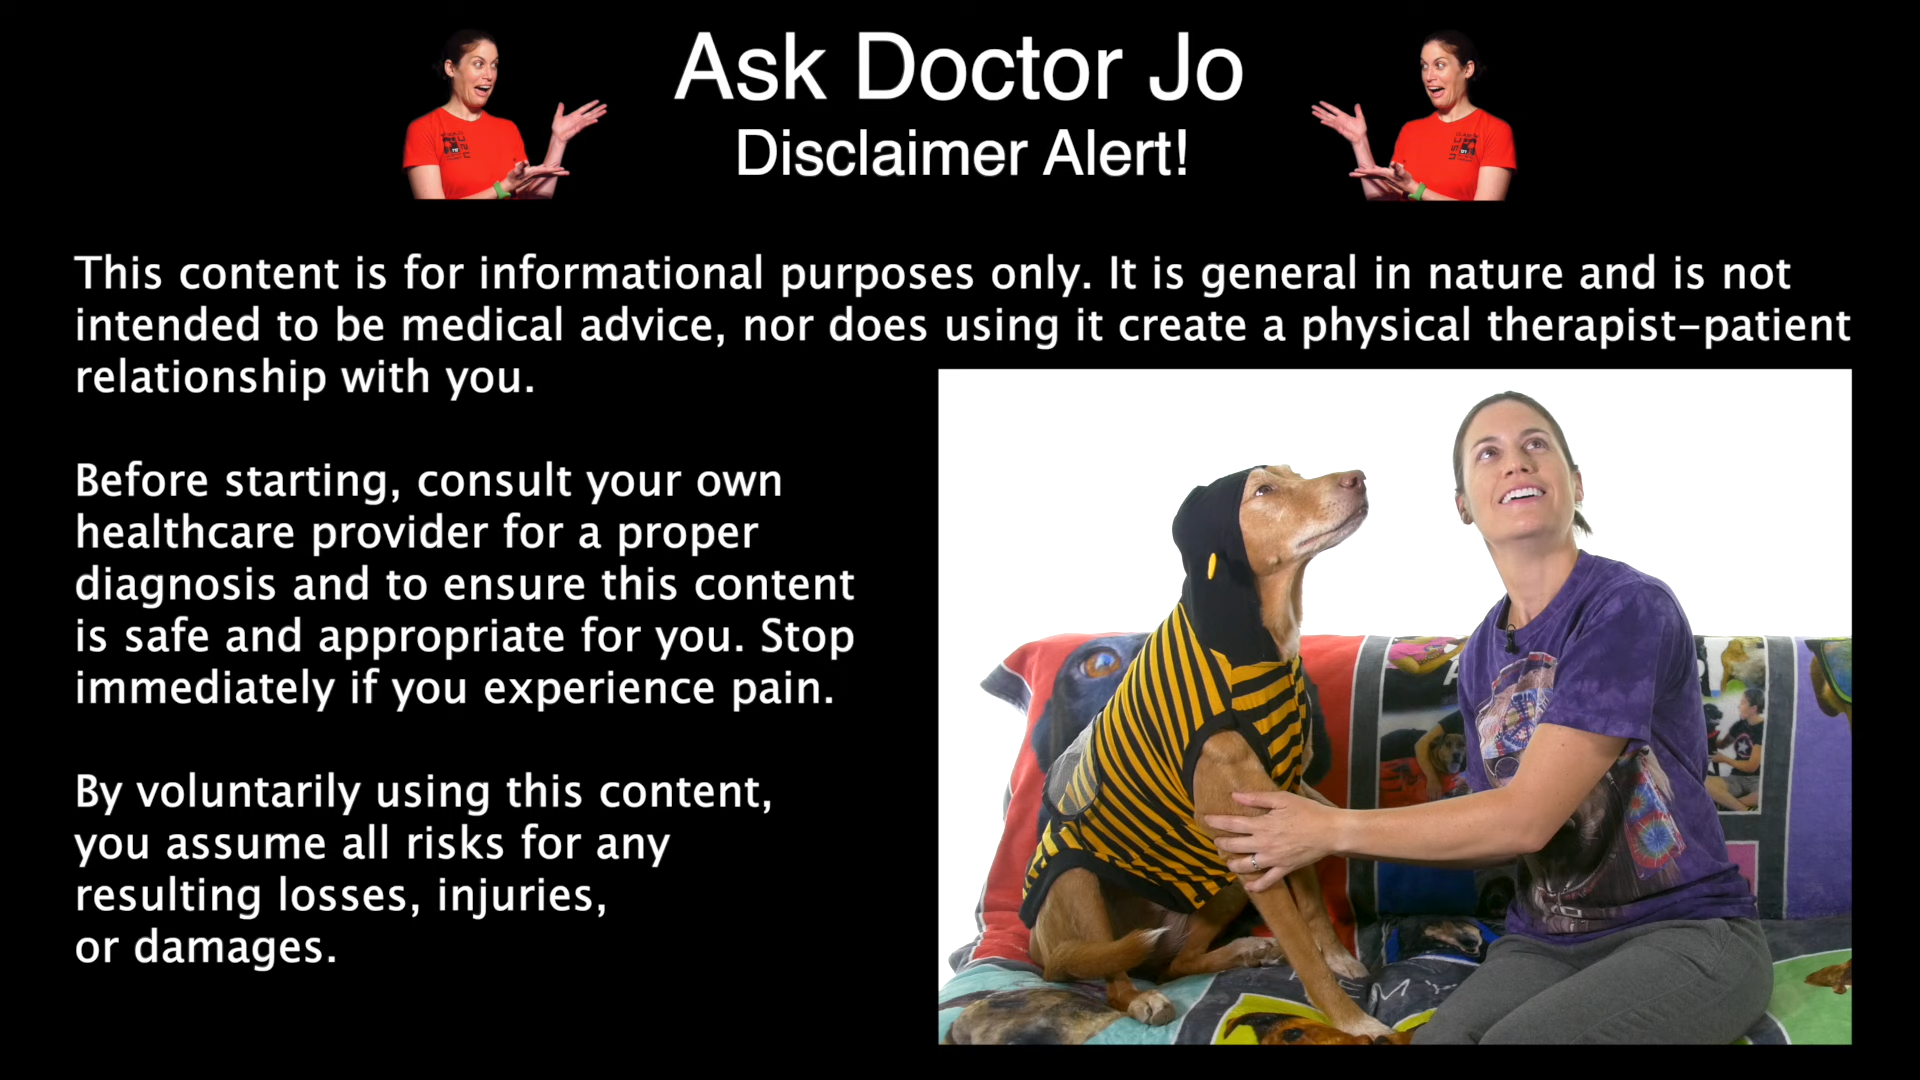 Ask Doctor Jo
Disclaimer Alert!
This content is for informational purposes only. It is general in nature and is not
intended to be medical advice, nor does using it create a physical therapist–patient
relationship with you.
Before starting, consult your own
healthcare provider for a proper
diagnosis and to ensure this content
is safe and appropriate for you. Stop
immediately if you experience pain.
By voluntarily using this content,
you assume all risks for any
resulting losses, injuries,
or damages.